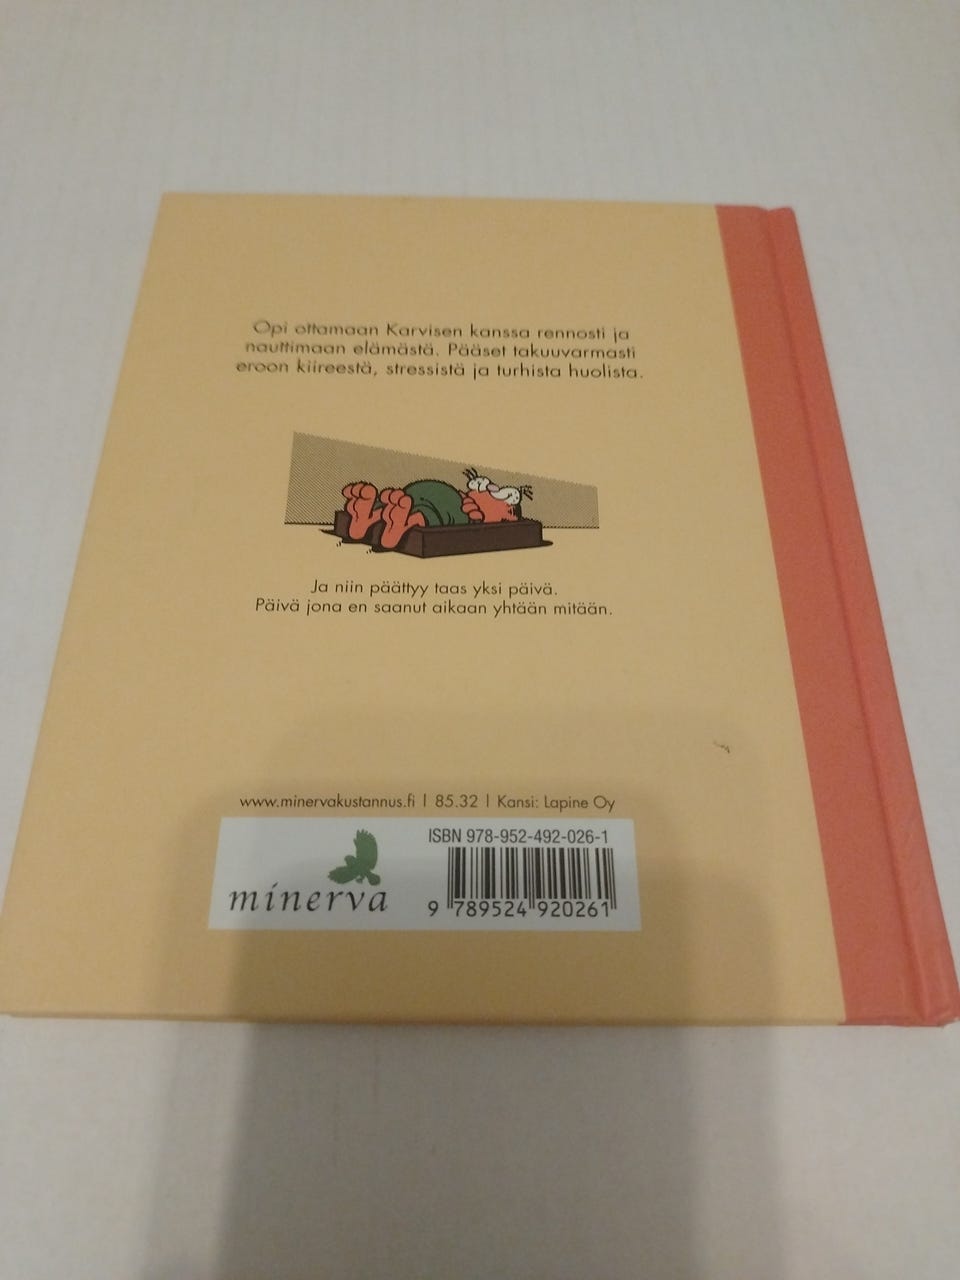 Opi ottamaan Karvisen kanssa rennosti ja
nauttimaan elämästä. Pääset takuuvarmasti
eroon kiireestä, stressistä ja turhista huolista.
Ja niin päättyy taas yksi päivä.
Päivä jona en saanut aikaan yhtään mitään.
www.minervakustannus.fi | 85.32 | Kansi: Lapine Oy
minerva
ISBN 978-952-492-026-1
9 789524 920261